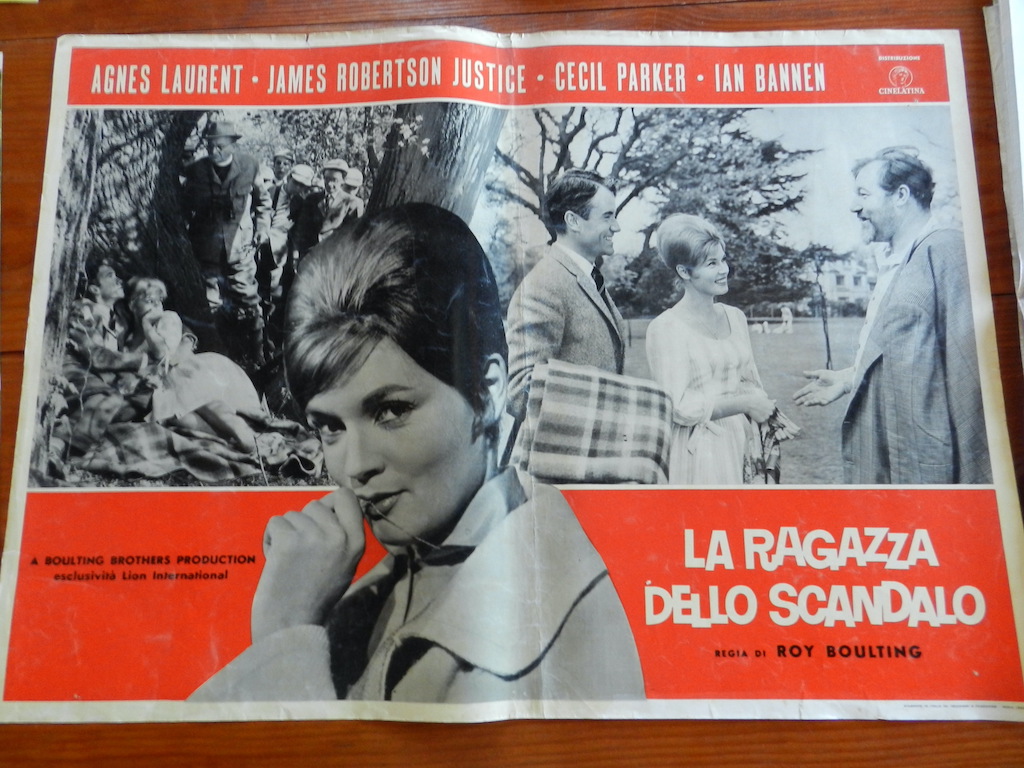 AGNES LAURENT • JAMES ROBERTSON JUSTICE • CECIL PARKER • IAN BANNEN
DISTRIBUZIONE
CINELATINA
A BOULTING BROTHERS PRODUCTION
esclusività Lion International
LA RAGAZZA
DELLO SCANDALO
REGIA DI ROY BOULTING